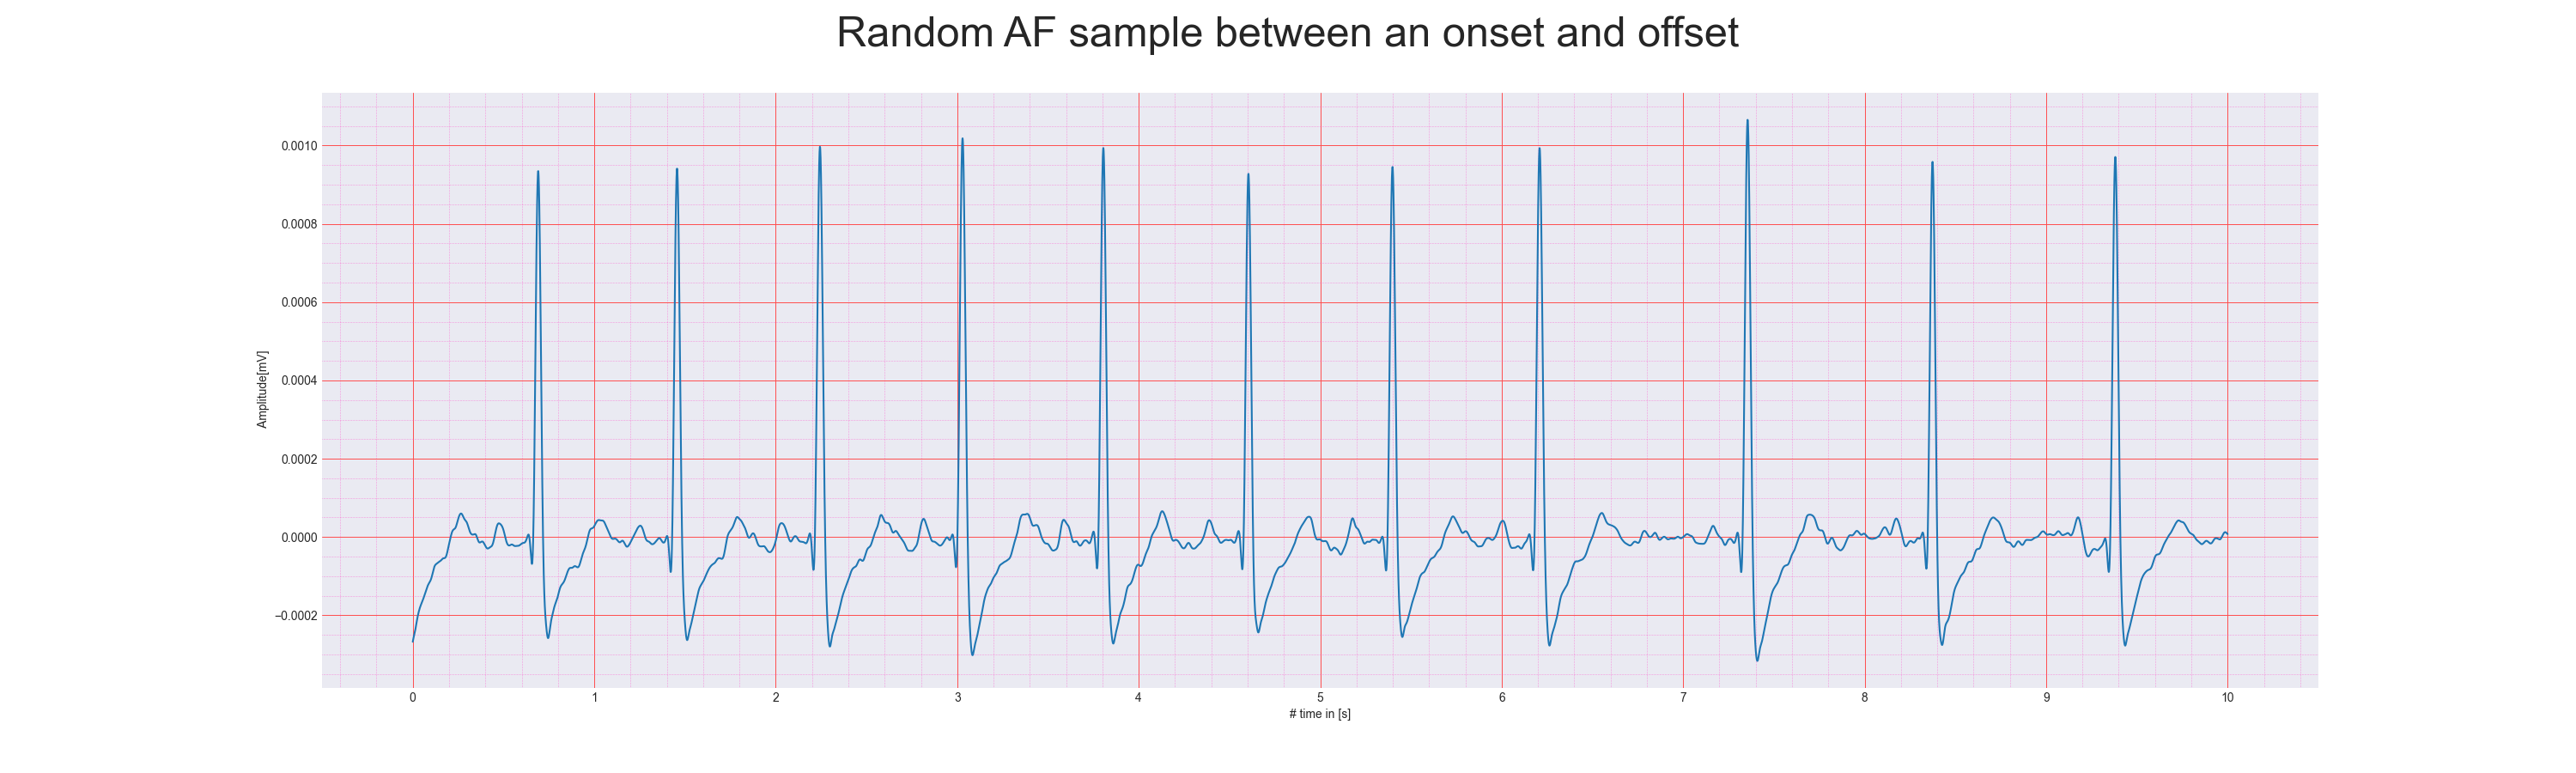 Random AF sample between an onset and offset
0.0010
0.0008
0.0006
0.0004
0.0002
0.0000
−0.0002
Amplitude[mV]
0 1 2 3 4 5 6 7 8 9 10
# time in [s]